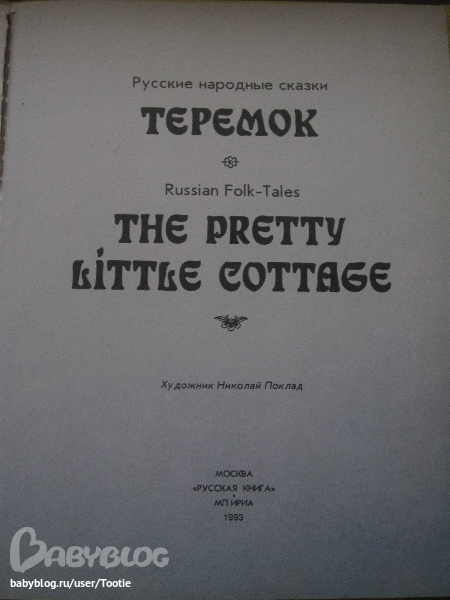 Русские народные сказки
ТЕРЕМОК
Russian Folk-Tales
THE PRETTY
LITTLE COTTAGE
Художник Николай Поклад
МОСКВА
«РУССКАЯ КНИГА»
МП ИРИА
1993
BABYBLOG
babyblog.ru/user/Tootie